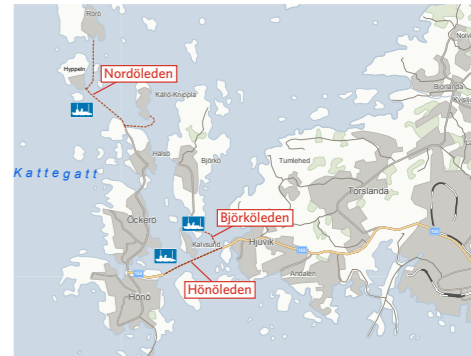 Rörö
Hyppeln
Nordöleden
Källö-Knippla
Björlanda
Hälsö
Björkö
Tumlehed
Kattegatt
Torslanda
Öckerö
Björköleden
Kalvsund
Hjuvik
155
155
155
Andalen
Hönöleden
Hönö